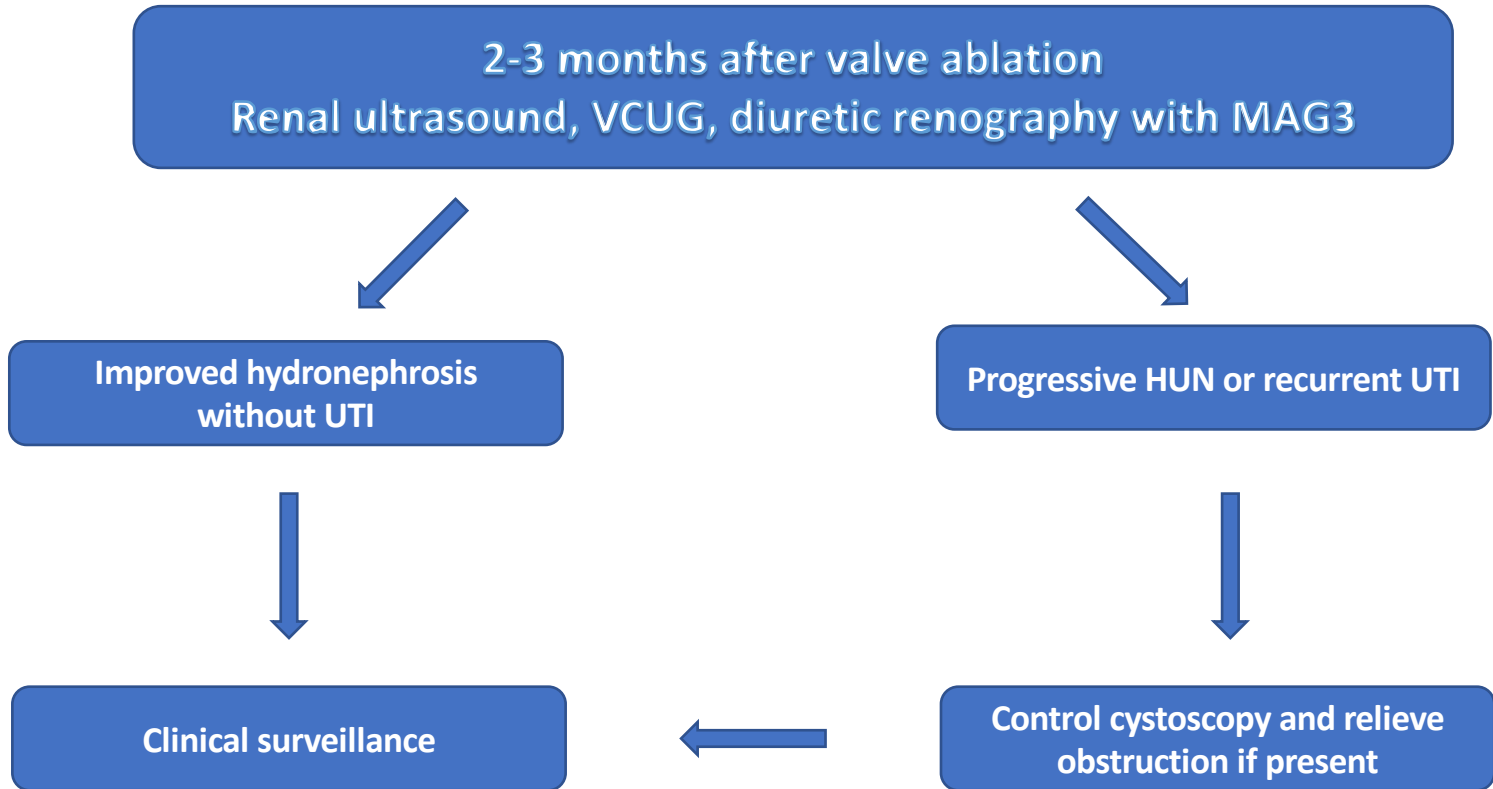 2-3 months after valve ablation
Renal ultrasound, VCUG, diuretic renography with MAG3
Improved hydronephrosis
without UTI
Progressive HUN or recurrent UTI
Clinical surveillance
Control cystoscopy and relieve
obstruction if present